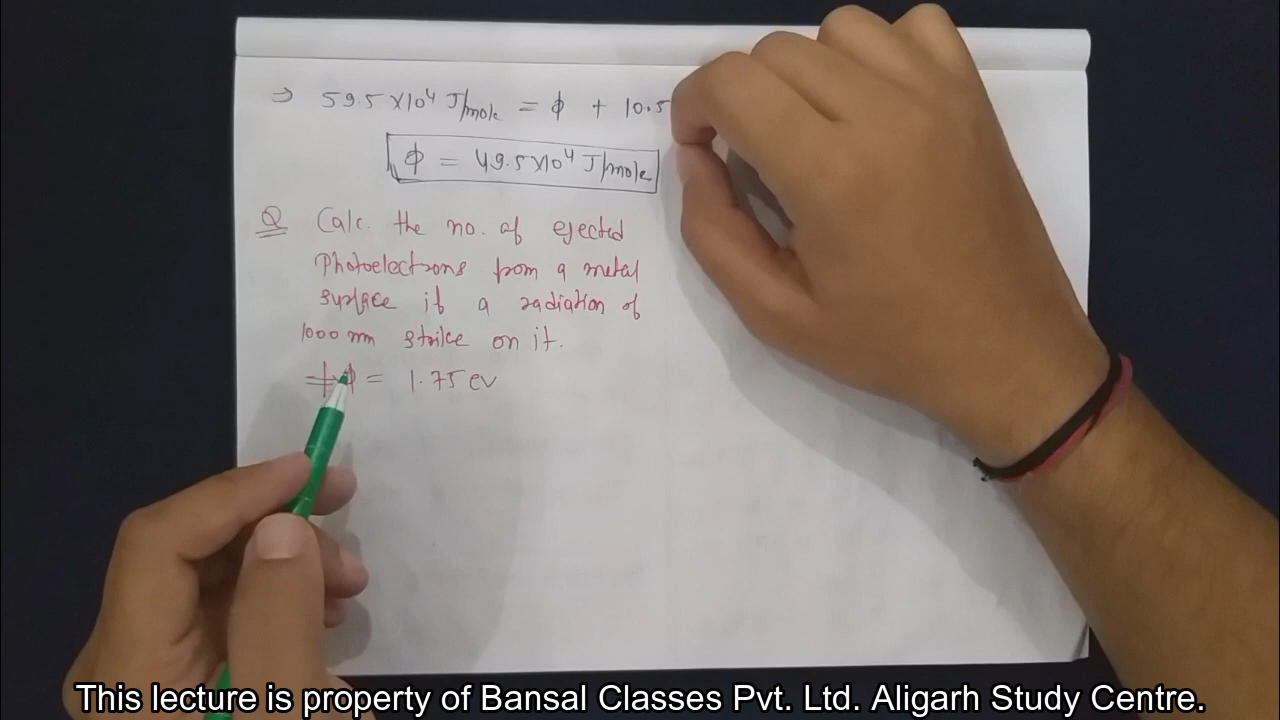 ⇒ 59.5×10⁴ J/mole = ϕ + 10.5
ϕ = 49.5×10⁴ J/mole
Q Calc. the no. of ejected
Photoelectrons from a metal
surface if a radiation of
1000 nm strike on it.
ϕ = 1.75 ev
This lecture is property of Bansal Classes Pvt. Ltd. Aligarh Study Centre.